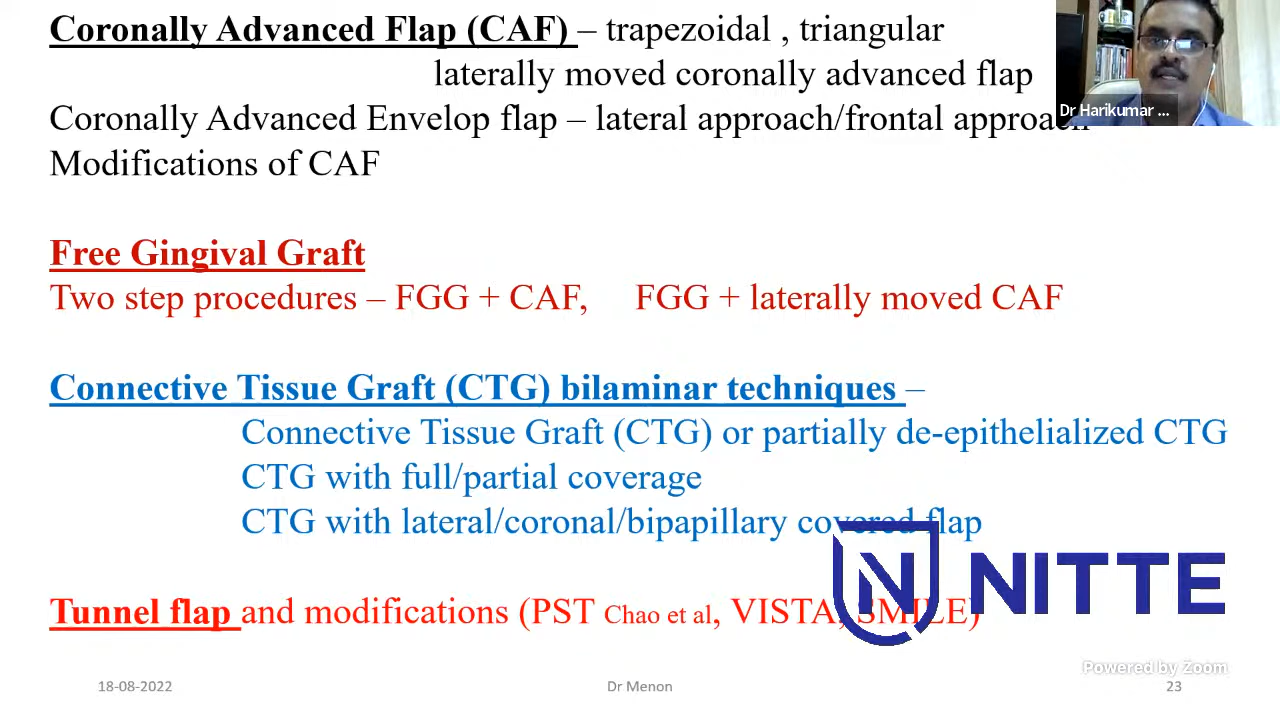 Coronally Advanced Flap (CAF) – trapezoidal , triangular
laterally moved coronally advanced flap
Dr Harikumar ...
Coronally Advanced Envelop flap – lateral approach/frontal approach
Modifications of CAF
Free Gingival Graft
Two step procedures – FGG + CAF, FGG + laterally moved CAF
Connective Tissue Graft (CTG) bilaminar techniques –
Connective Tissue Graft (CTG) or partially de-epithelialized CTG
CTG with full/partial coverage
CTG with lateral/coronal/bipapillary covered flap
N NITTE
Tunnel flap and modifications (PST Chao et al, VISTA, SMILE)
Powered by Zoom
18-08-2022 Dr Menon 23